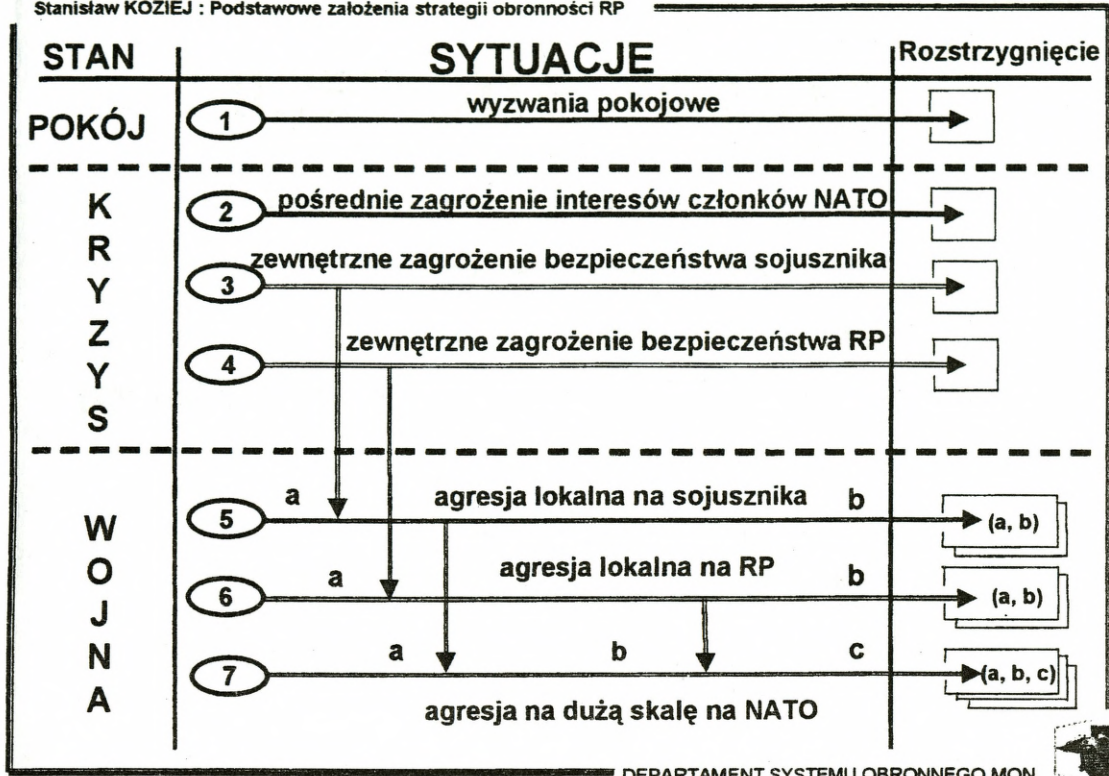 Stanisław KOZIEJ : Podstawowe założenia strategii obronności RP
STAN
SYTUACJE
Rozstrzygnięcie
POKÓJ
1
wyzwania pokojowe
KRYZYS
2
pośrednie zagrożenie interesów członków NATO
zewnętrzne zagrożenie bezpieczeństwa sojusznika
3
zewnętrzne zagrożenie bezpieczeństwa RP
4
WOJNA
a agresja lokalna na sojusznika b
5
(a, b)
a agresja lokalna na RP b
6
(a, b)
a b c
7
(a, b, c)
agresja na dużą skalę na NATO
DEPARTAMENT SYSTEMU OBRONNEGO MON